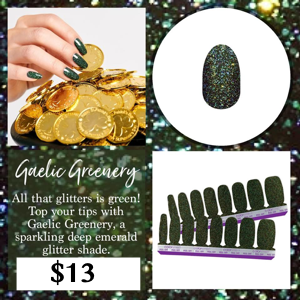 Gaelic Greenery
All that glitters is green!
Top your tips with
Gaelic Greenery, a
sparkling deep emerald
glitter shade.
$13